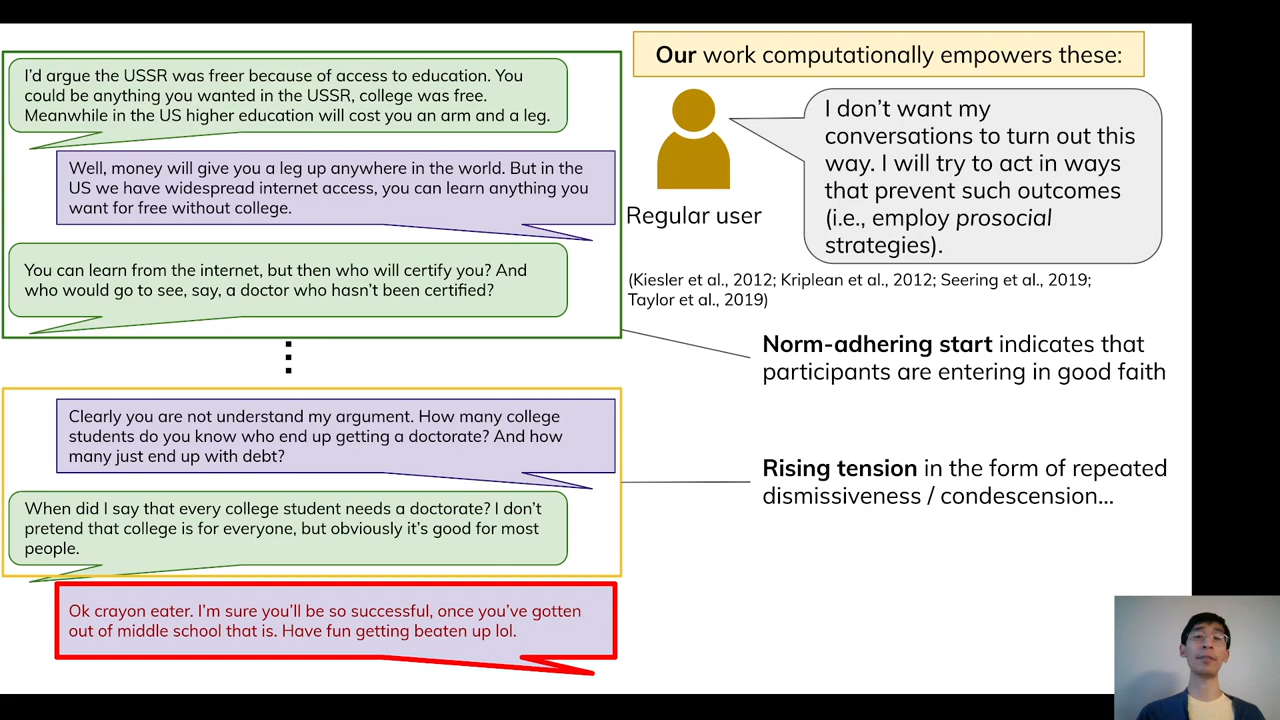 I'd argue the USSR was freer because of access to education. You
could be anything you wanted in the USSR, college was free.
Meanwhile in the US higher education will cost you an arm and a leg.
Well, money will give you a leg up anywhere in the world. But in the
US we have widespread internet access, you can learn anything you
want for free without college.
You can learn from the internet, but then who will certify you? And
who would go to see, say, a doctor who hasn't been certified?
Clearly you are not understand my argument. How many college
students do you know who end up getting a doctorate? And how
many just end up with debt?
When did I say that every college student needs a doctorate? I don't
pretend that college is for everyone, but obviously it's good for most
people.
Ok crayon eater. I'm sure you'll be so successful, once you've gotten
out of middle school that is. Have fun getting beaten up lol.
Our work computationally empowers these:
I don't want my
conversations to turn out this
way. I will try to act in ways
that prevent such outcomes
(i.e., employ prosocial
strategies).
Regular user
(Kiesler et al., 2012; Kriplean et al., 2012; Seering et al., 2019;
Taylor et al., 2019)
Norm-adhering start indicates that
participants are entering in good faith
Rising tension in the form of repeated
dismissiveness / condescension...